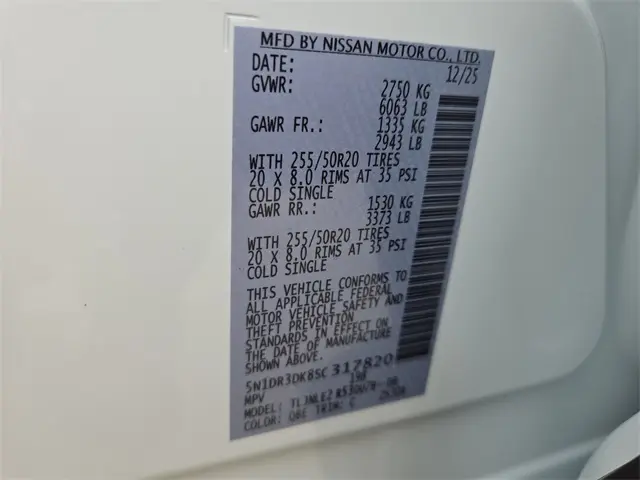 MFD BY NISSAN MOTOR CO., LTD.
DATE: 12/25
GVWR: 2750 KG
6063 LB
GAWR FR.: 1335 KG
2943 LB
WITH 255/50R20 TIRES
20 X 8.0 RIMS AT 35 PSI
COLD SINGLE
GAWR RR.: 1530 KG
3373 LB
WITH 255/50R20 TIRES
20 X 8.0 RIMS AT 35 PSI
COLD SINGLE
THIS VEHICLE CONFORMS TO
ALL APPLICABLE FEDERAL
MOTOR VEHICLE SAFETY AND
THEFT PREVENTION
STANDARDS IN EFFECT ON
THE DATE OF MANUFACTURE
SHOWN ABOVE.
5N1DR3DK8SC 317820
MPV 198
MODEL:
COLOR: QBE TRIM: G